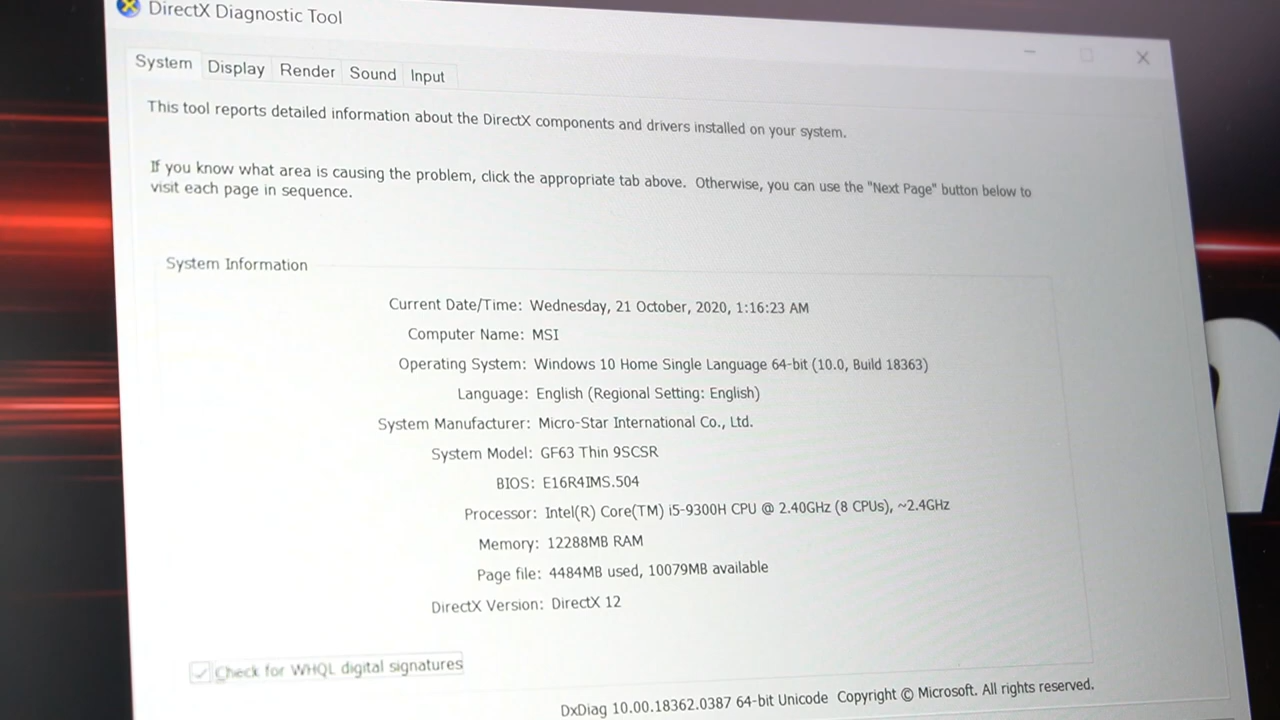 DirectX Diagnostic Tool
System Display Render Sound Input
This tool reports detailed information about the DirectX components and drivers installed on your system.
If you know what area is causing the problem, click the appropriate tab above. Otherwise, you can use the "Next Page" button below to
visit each page in sequence.
System Information
Current Date/Time: Wednesday, 21 October, 2020, 1:16:23 AM
Computer Name: MSI
Operating System: Windows 10 Home Single Language 64-bit (10.0, Build 18363)
Language: English (Regional Setting: English)
System Manufacturer: Micro-Star International Co., Ltd.
System Model: GF63 Thin 9SCSR
BIOS: E16R4IMS.504
Processor: Intel(R) Core(TM) i5-9300H CPU @ 2.40GHz (8 CPUs), ~2.4GHz
Memory: 12288MB RAM
Page file: 4484MB used, 10079MB available
DirectX Version: DirectX 12
Check for WHQL digital signatures
DxDiag 10.00.18362.0387 64-bit Unicode Copyright © Microsoft. All rights reserved.